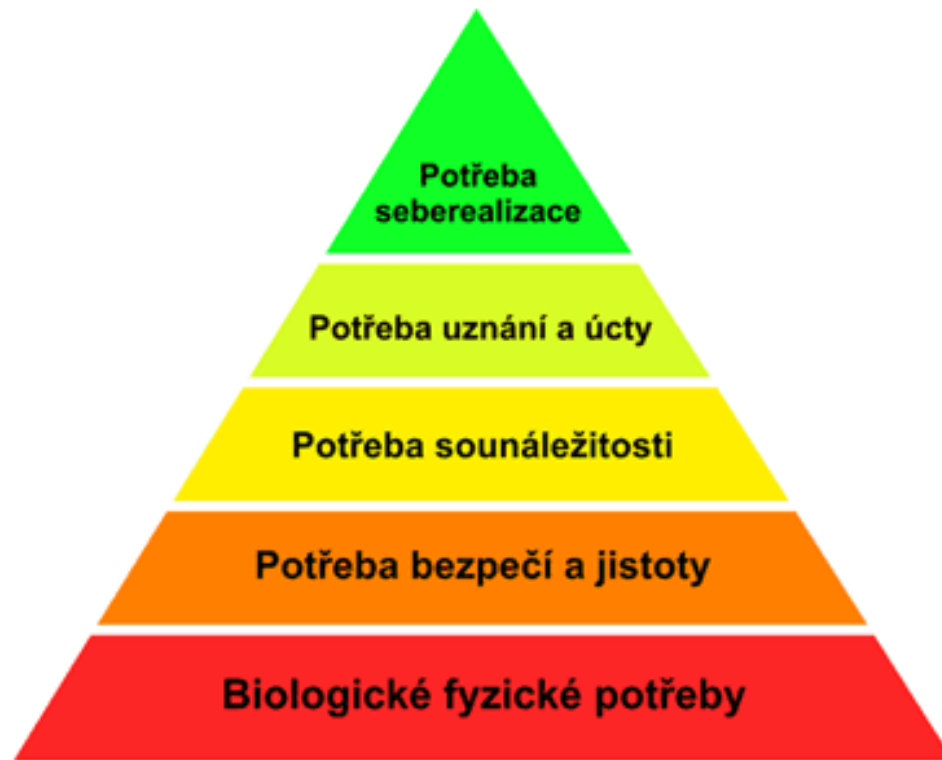 Potřeba
seberealizace
Potřeba uznání a úcty
Potřeba sounáležitosti
Potřeba bezpečí a jistoty
Biologické fyzické potřeby